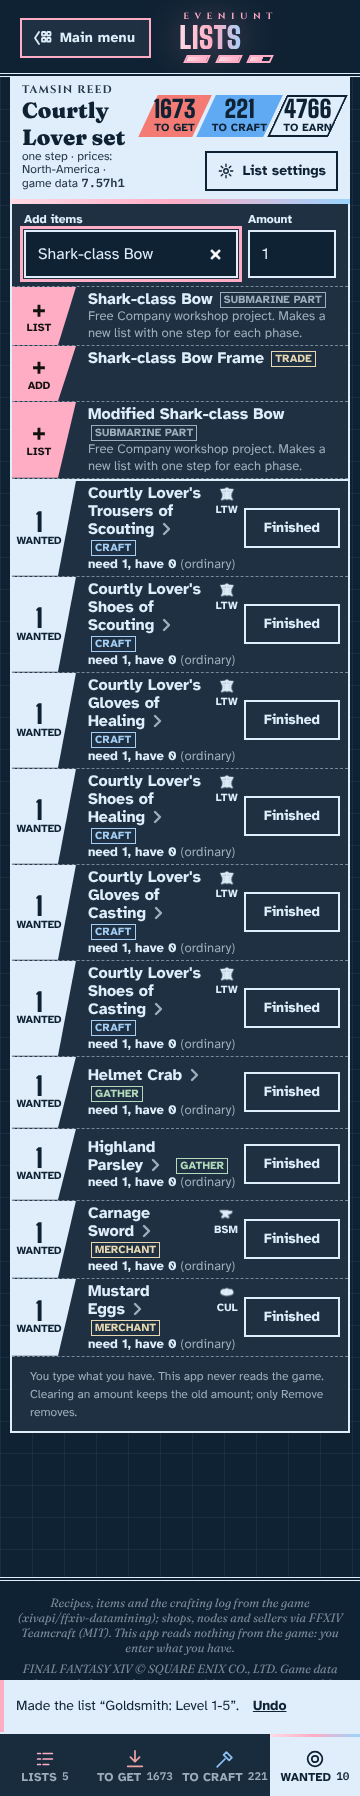 Main menu
EVENIUNT
LISTS
TAMSIN REED
Courtly
Lover set
one step · prices:
North-America ·
game data 7.57h1
1673
TO GET
221
TO CRAFT
4766
TO EARN
List settings
Add items
Amount
Shark-class Bow ×
1
+
LIST
Shark-class Bow SUBMARINE PART
Free Company workshop project. Makes a
new list with one step for each phase.
+
ADD
Shark-class Bow Frame TRADE
+
LIST
Modified Shark-class Bow
SUBMARINE PART
Free Company workshop project. Makes a
new list with one step for each phase.
1
WANTED
Courtly Lover's
Trousers of
Scouting
CRAFT
need 1, have 0 (ordinary)
LTW
Finished
1
WANTED
Courtly Lover's
Shoes of
Scouting
CRAFT
need 1, have 0 (ordinary)
LTW
Finished
1
WANTED
Courtly Lover's
Gloves of
Healing
CRAFT
need 1, have 0 (ordinary)
LTW
Finished
1
WANTED
Courtly Lover's
Shoes of
Healing
CRAFT
need 1, have 0 (ordinary)
LTW
Finished
1
WANTED
Courtly Lover's
Gloves of
Casting
CRAFT
need 1, have 0 (ordinary)
LTW
Finished
1
WANTED
Courtly Lover's
Shoes of
Casting
CRAFT
need 1, have 0 (ordinary)
LTW
Finished
1
WANTED
Helmet Crab
GATHER
need 1, have 0 (ordinary)
Finished
1
WANTED
Highland
Parsley GATHER
need 1, have 0 (ordinary)
Finished
1
WANTED
Carnage
Sword
MERCHANT
need 1, have 0 (ordinary)
BSM
Finished
1
WANTED
Mustard
Eggs
MERCHANT
need 1, have 0 (ordinary)
CUL
Finished
You type what you have. This app never reads the game.
Clearing an amount keeps the old amount; only Remove
removes.
Recipes, items and the crafting log from the game
(xivapi/ffxiv-datamining); shops, nodes and sellers via FFXIV
Teamcraft (MIT). This app reads nothing from the game: you
enter what you have.
FINAL FANTASY XIV © SQUARE ENIX CO., LTD. Game data
Made the list “Goldsmith: Level 1-5”. Undo
LISTS 5
TO GET 1673
TO CRAFT 221
WANTED 10